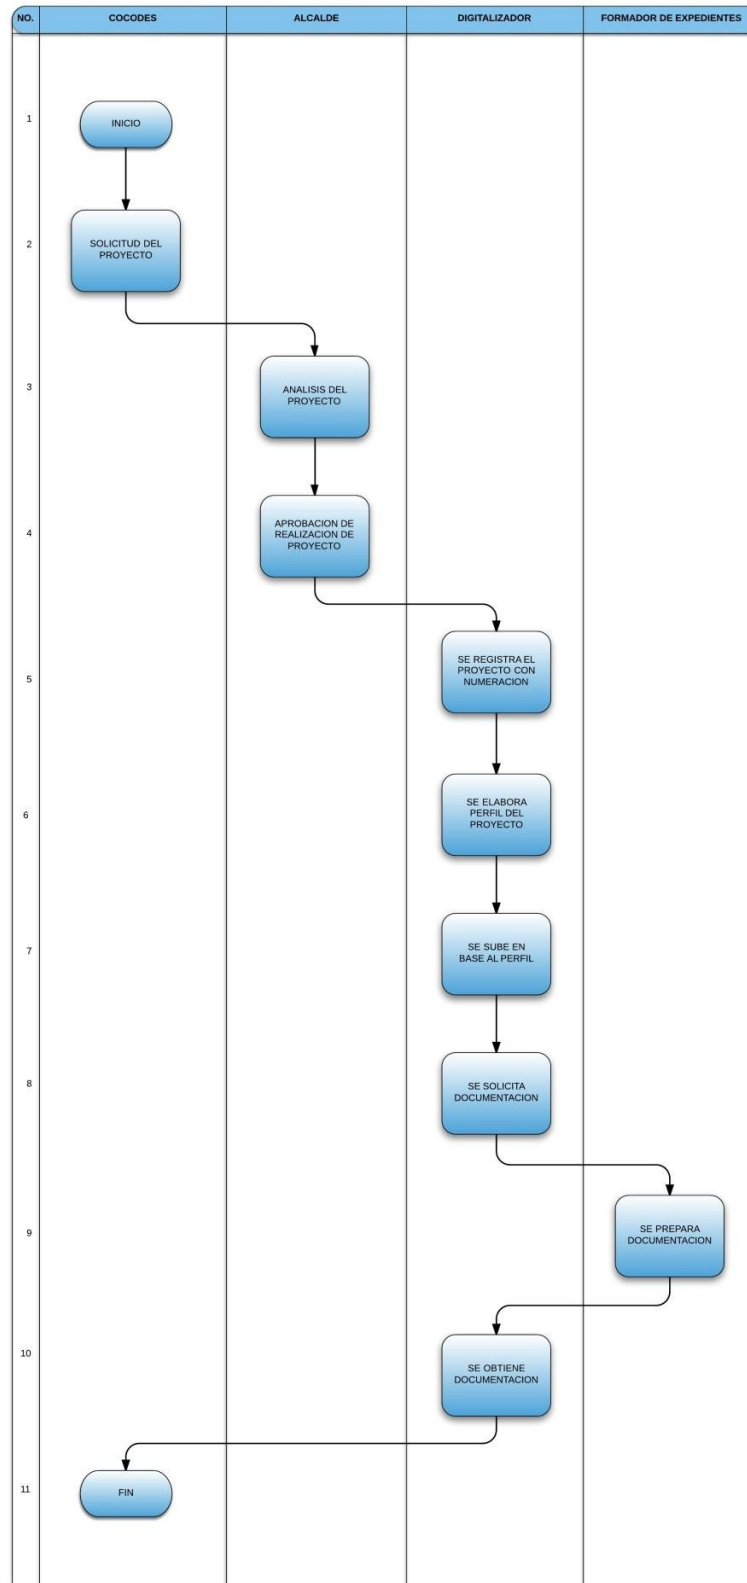 NO. COCODES ALCALDE DIGITALIZADOR FORMADOR DE EXPEDIENTES
1
INICIO
2
SOLICITUD DEL
PROYECTO
3
ANALISIS DEL
PROYECTO
4
APROBACION DE
REALIZACION DE
PROYECTO
5
SE REGISTRA EL
PROYECTO CON
NUMERACION
6
SE ELABORA
PERFIL DEL
PROYECTO
7
SE SUBE EN
BASE AL PERFIL
8
SE SOLICITA
DOCUMENTACION
9
SE PREPARA
DOCUMENTACION
10
SE OBTIENE
DOCUMENTACION
11
FIN